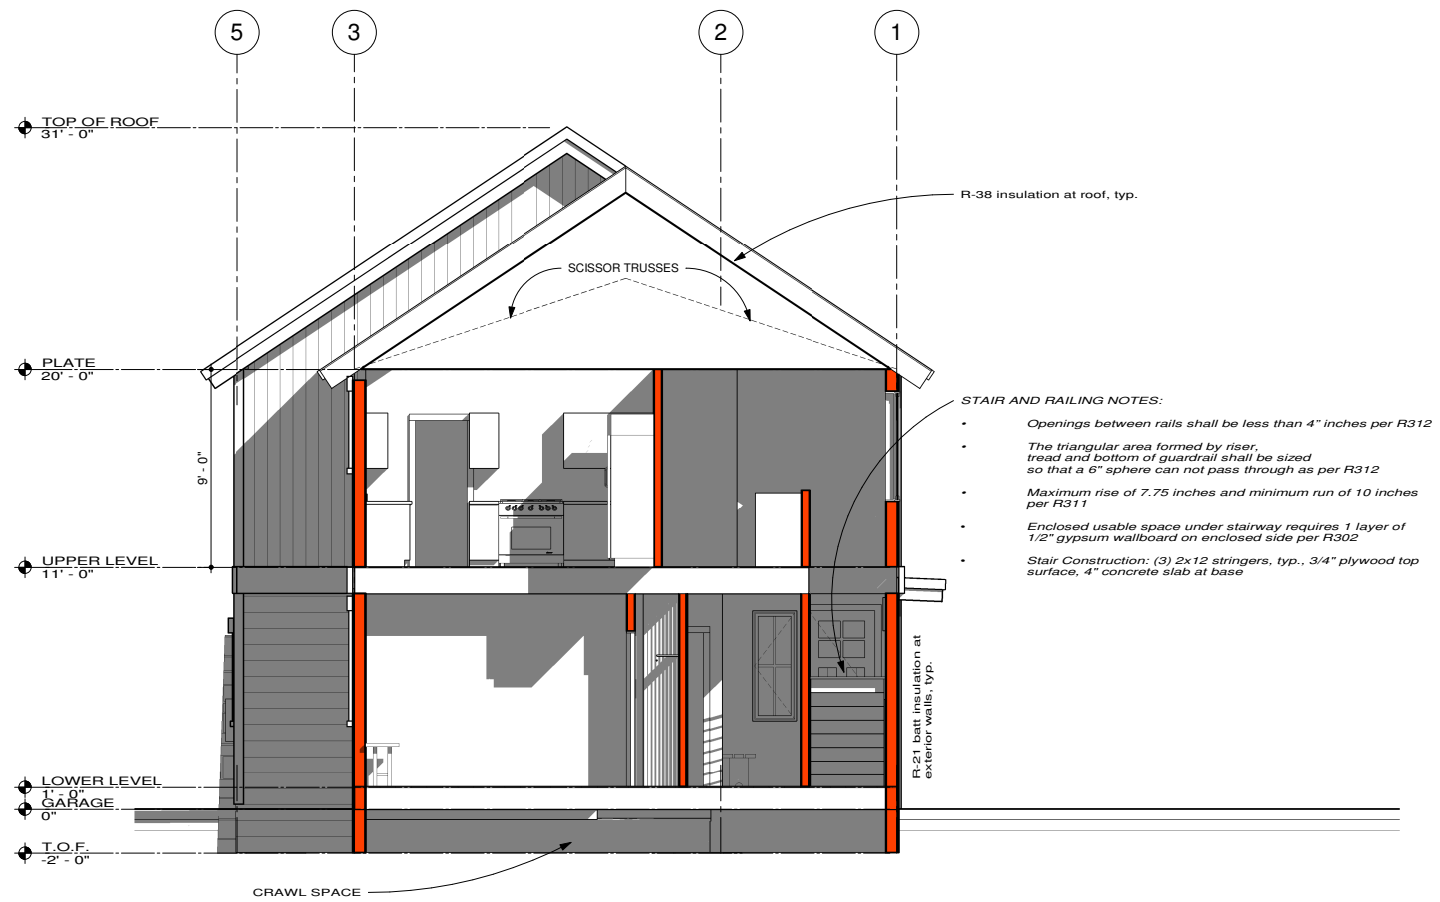 5 3 2 1
TOP OF ROOF
31' - 0"
R-38 insulation at roof, typ.
SCISSOR TRUSSES
PLATE
20' - 0"
9' - 0"
STAIR AND RAILING NOTES:
• Openings between rails shall be less than 4" inches per R312
• The triangular area formed by riser,
tread and bottom of guardrail shall be sized
so that a 6" sphere can not pass through as per R312
• Maximum rise of 7.75 inches and minimum run of 10 inches
per R311
• Enclosed usable space under stairway requires 1 layer of
1/2" gypsum wallboard on enclosed side per R302
• Stair Construction: (3) 2x12 stringers, typ., 3/4" plywood top
surface, 4" concrete slab at base
UPPER LEVEL
11' - 0"
R-21 batt insulation at
exterior walls, typ.
LOWER LEVEL
1' - 0"
GARAGE
0"
T.O.F.
-2' - 0"
CRAWL SPACE